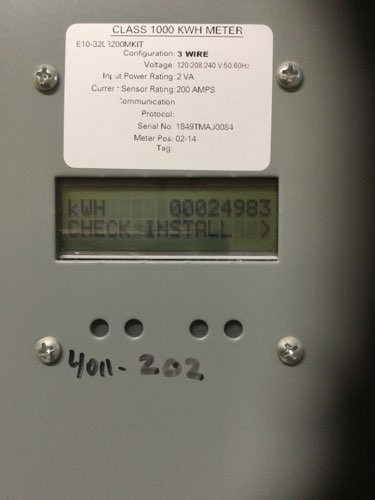 CLASS 1000 KWH METER
E10-3208200MKIT
Configuration: 3 WIRE
Voltage: 120:208:240 V:50:60Hz
Input Power Rating: 2 VA
Current Sensor Rating: 200 AMPS
Communication
Protocol:
Serial No: 1849TMAJ0084
Meter Pos: 02-14
Tag:
kWH 00024983
CHECK INSTALL >
4011-202